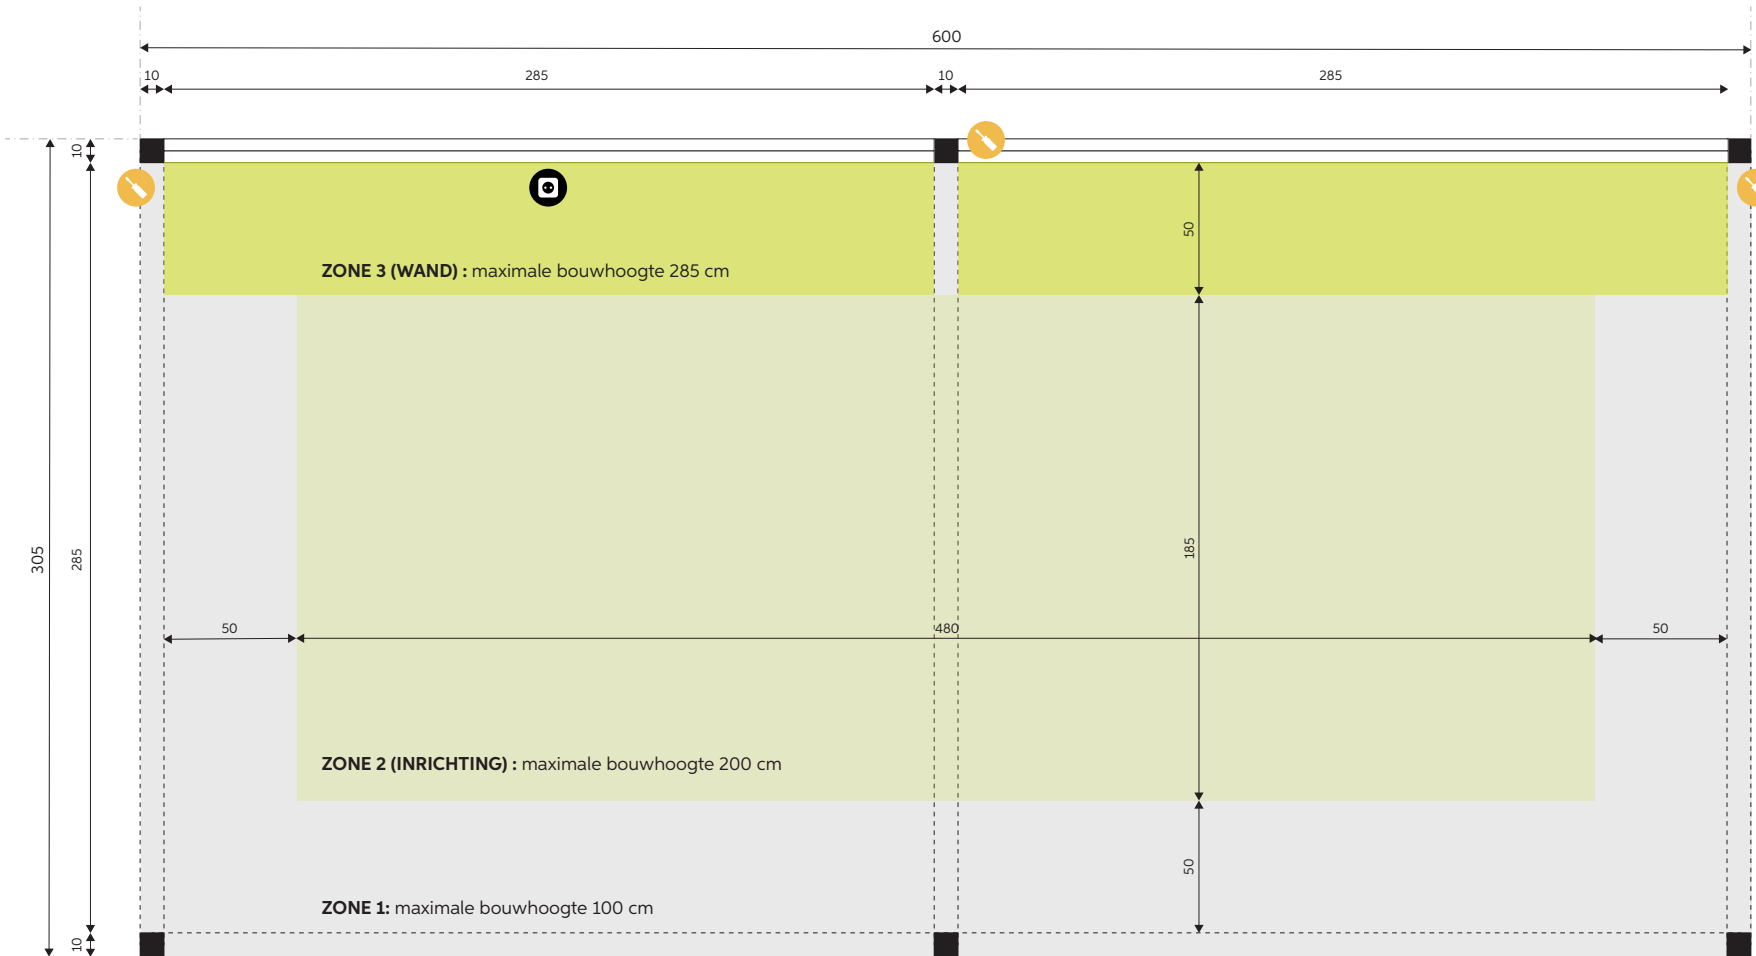 600
10 285 10 285
10
50
ZONE 3 (WAND) : maximale bouwhoogte 285 cm
305
285
185
50 480 50
ZONE 2 (INRICHTING) : maximale bouwhoogte 200 cm
50
ZONE 1: maximale bouwhoogte 100 cm
10